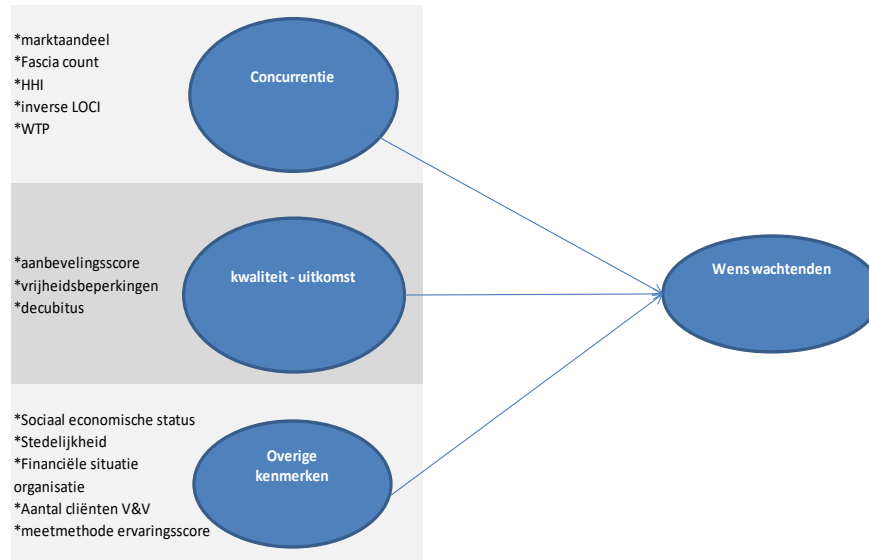 *marktaandeel
*Fascia count
*HHI
*inverse LOCI
*WTP
Concurrentie
*aanbevelingsscore
*vrijheidsbeperkingen
*decubitus
kwaliteit - uitkomst
Wens wachtenden
*Sociaal economische status
*Stedelijkheid
*Financiële situatie
organisatie
*Aantal cliënten V&V
*meetmethode ervaringsscore
Overige
kenmerken